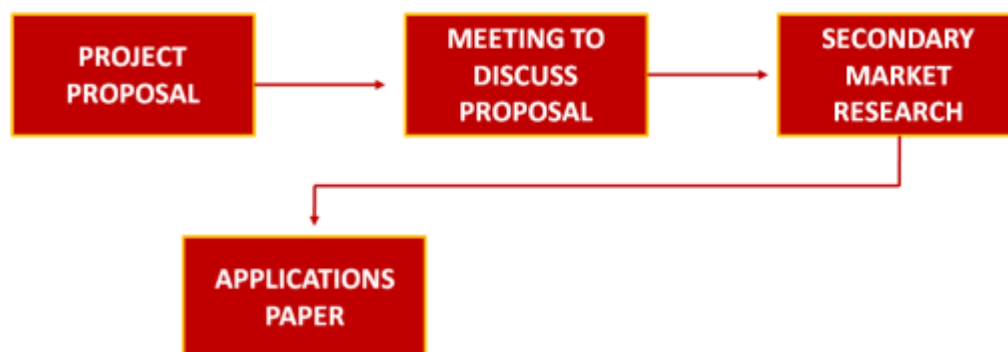 PROJECT
PROPOSAL
MEETING TO
DISCUSS
PROPOSAL
SECONDARY
MARKET
RESEARCH
APPLICATIONS
PAPER